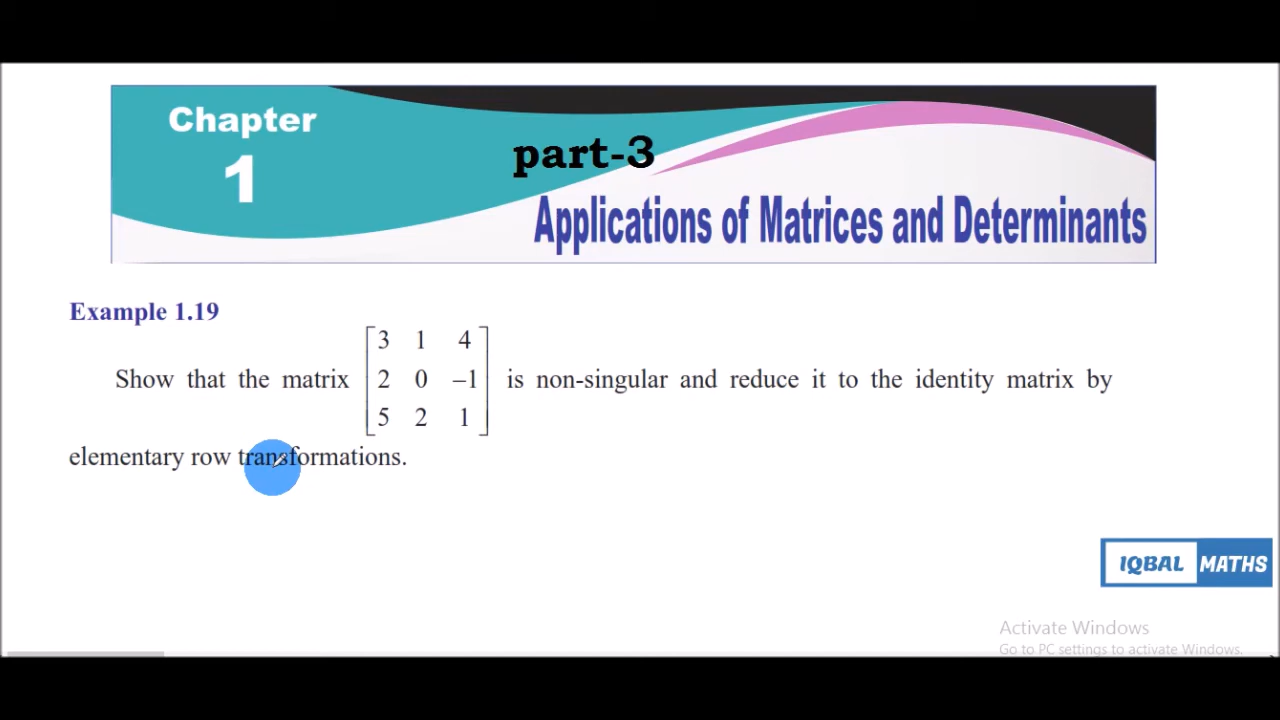 Chapter
1
part-3
Applications of Matrices and Determinants
Example 1.19
3 1 4
Show that the matrix 2 0 –1 is non-singular and reduce it to the identity matrix by
5 2 1
elementary row transformations.
IQBAL MATHS
Activate Windows
Go to PC settings to activate Windows.